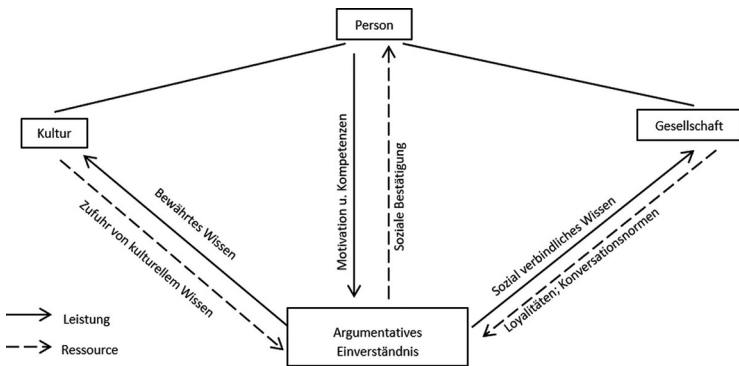 Person
Kultur
Gesellschaft
Bewährtes Wissen
Zufuhr von kulturellem Wissen
Motivation u. Kompetenzen
Soziale Bestätigung
Sozial verbindliches Wissen
Loyalitäten; Konversationsnormen
Leistung
Ressource
Argumentatives
Einverständnis